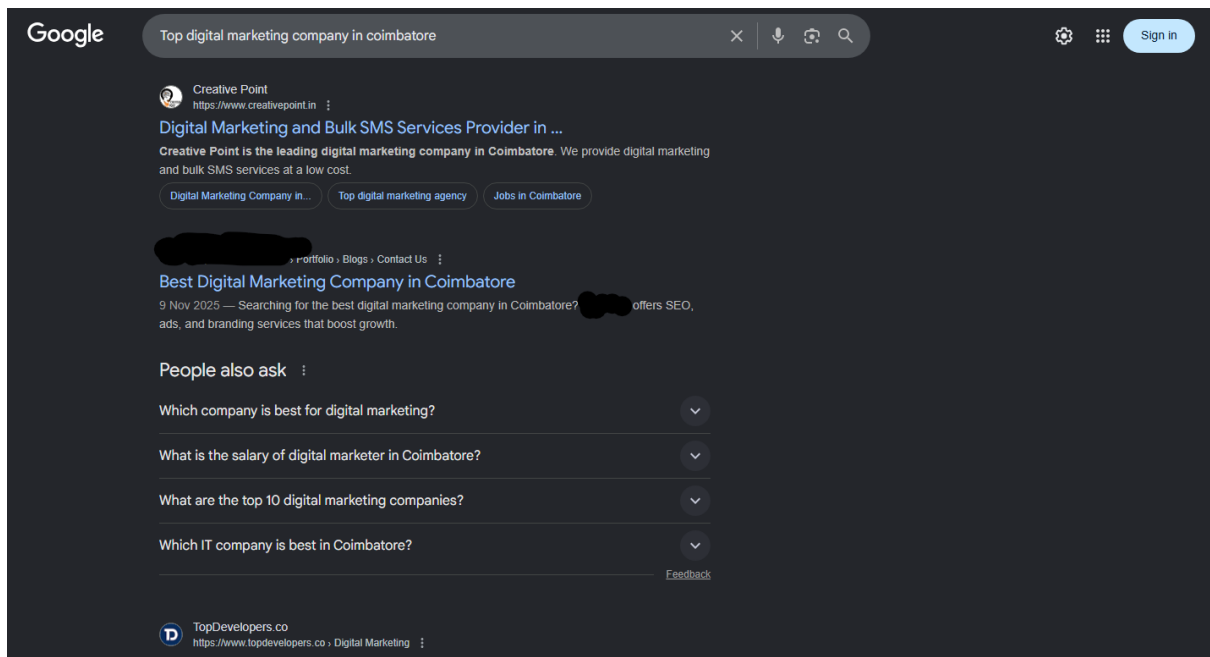 Google
Top digital marketing company in coimbatore
Sign in
Creative Point
https://www.creativepoint.in
Digital Marketing and Bulk SMS Services Provider in ...
Creative Point is the leading digital marketing company in Coimbatore. We provide digital marketing
and bulk SMS services at a low cost.
Digital Marketing Company in...
Top digital marketing agency
Jobs in Coimbatore
› Portfolio › Blogs › Contact Us
Best Digital Marketing Company in Coimbatore
9 Nov 2025 — Searching for the best digital marketing company in Coimbatore? offers SEO,
ads, and branding services that boost growth.
People also ask
Which company is best for digital marketing?
What is the salary of digital marketer in Coimbatore?
What are the top 10 digital marketing companies?
Which IT company is best in Coimbatore?
Feedback
TopDevelopers.co
https://www.topdevelopers.co › Digital Marketing